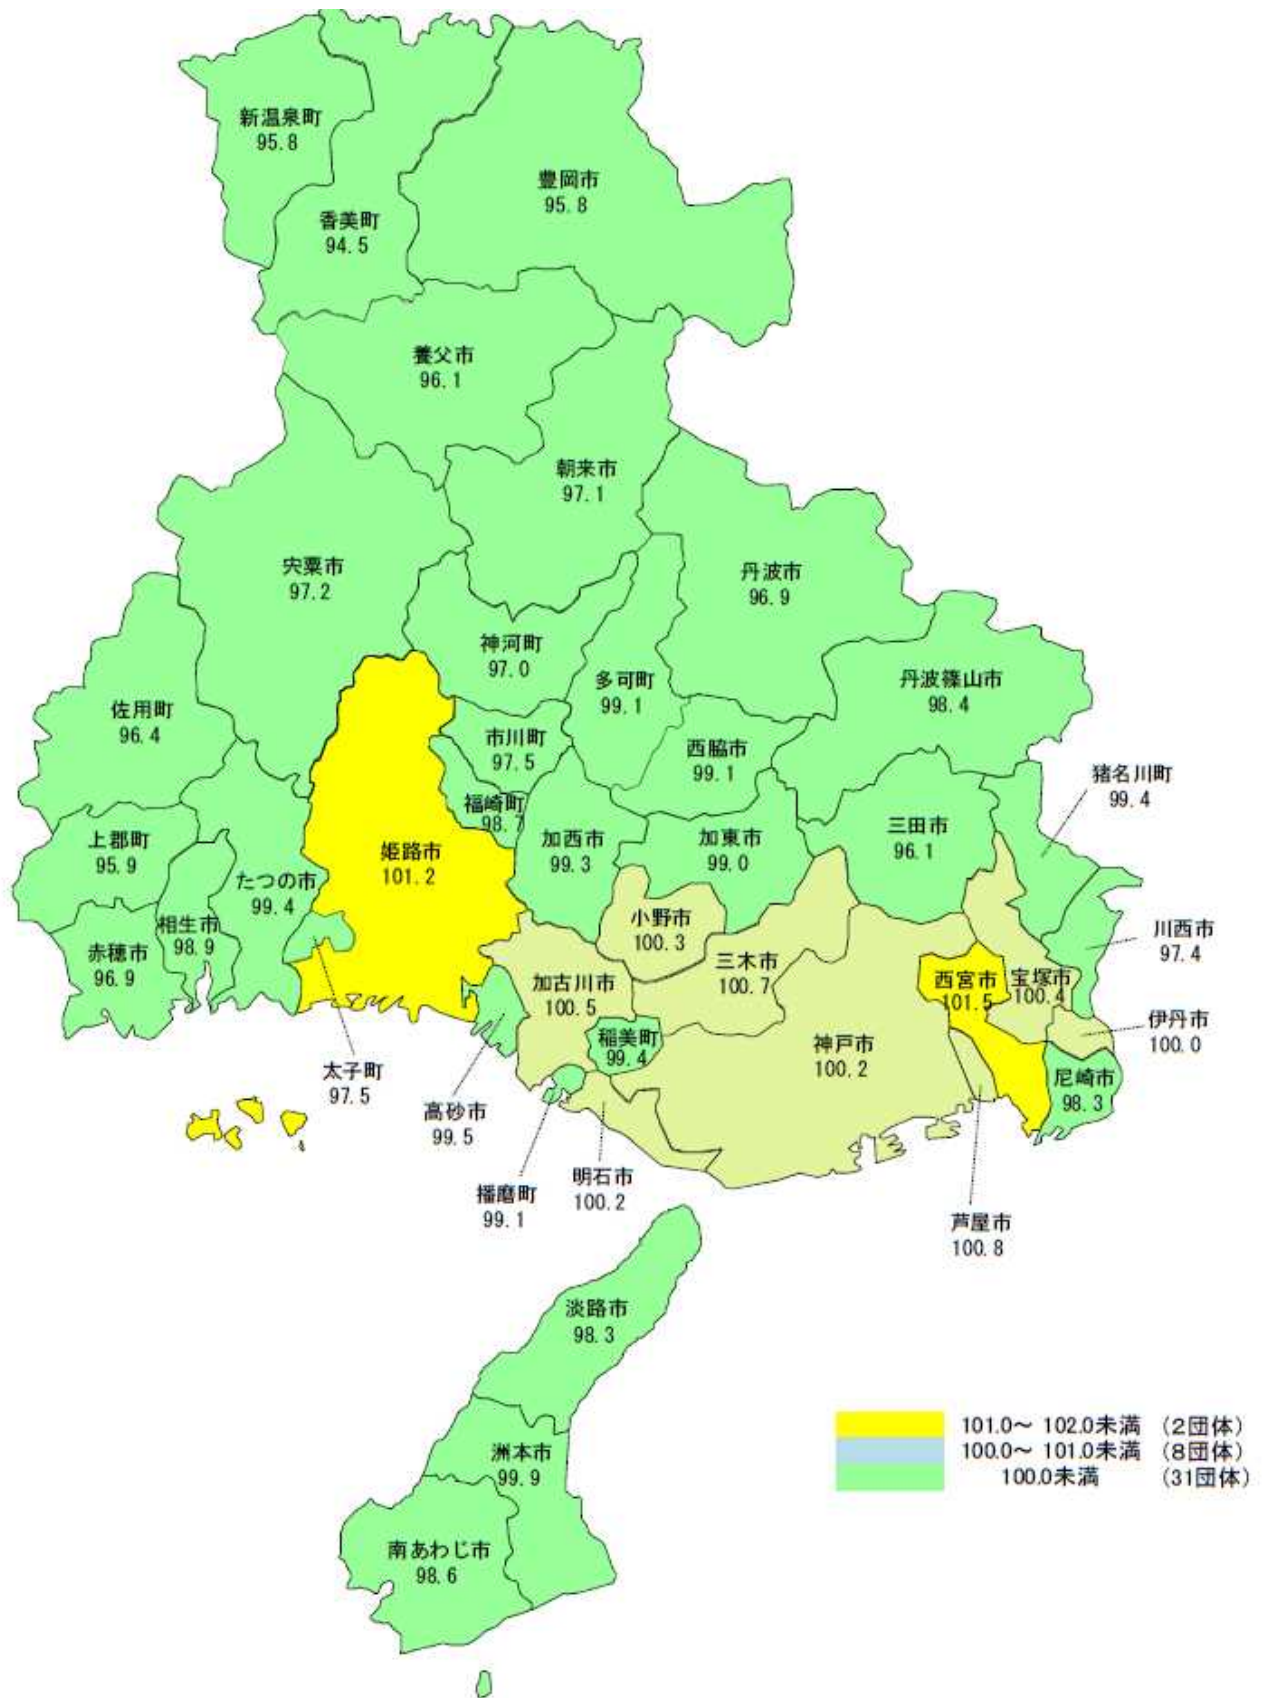 新温泉町
95.8
豊岡市
95.8
香美町
94.5
養父市
96.1
朝来市
97.1
宍粟市
97.2
丹波市
96.9
神河町
97.0
多可町
99.1
丹波篠山市
98.4
佐用町
96.4
市川町
97.5
西脇市
99.1
猪名川町
99.4
福崎町
98.7
上郡町
95.9
姫路市
101.2
加西市
99.3
加東市
99.0
三田市
96.1
たつの市
99.4
相生市
98.9
赤穂市
96.9
小野市
100.3
川西市
97.4
三木市
100.7
加古川市
100.5
西宮市
101.5
宝塚市
100.4
稲美町
99.4
神戸市
100.2
伊丹市
100.0
太子町
97.5
尼崎市
98.3
高砂市
99.5
播磨町
99.1
明石市
100.2
芦屋市
100.8
淡路市
98.3
洲本市
99.9
南あわじ市
98.6
101.0～ 102.0未満 (2団体)
100.0～ 101.0未満 (8団体)
100.0未満 (31団体)